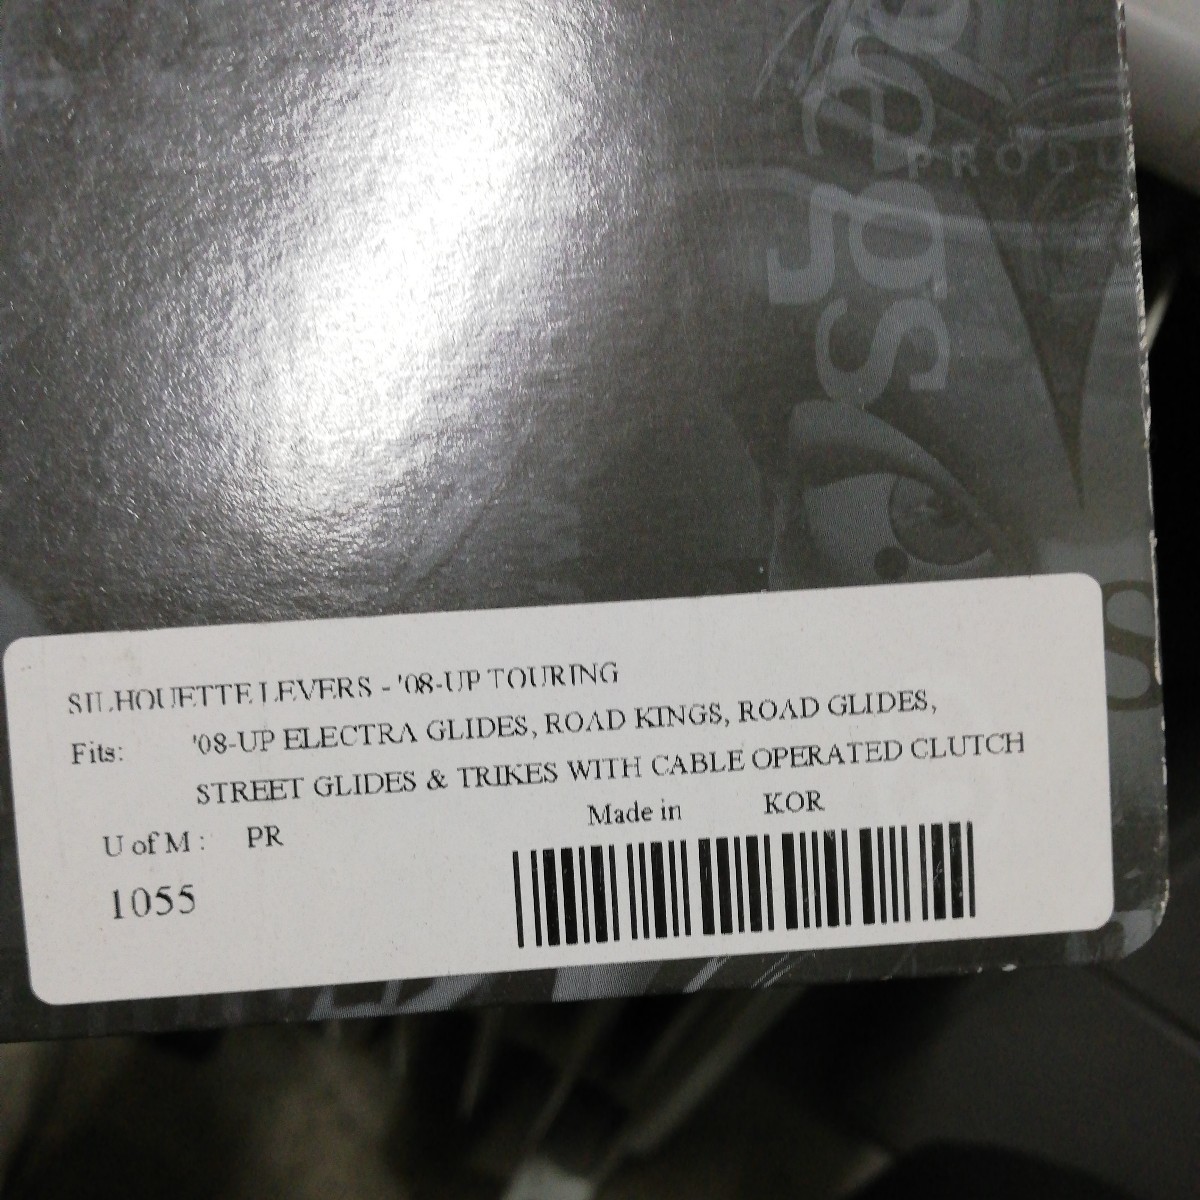 PRODU
SILHOUETTE LEVERS - '08-UP TOURING
Fits: '08-UP ELECTRA GLIDES, ROAD KINGS, ROAD GLIDES,
STREET GLIDES & TRIKES WITH CABLE OPERATED CLUTCH
U of M : PR Made in KOR
1055